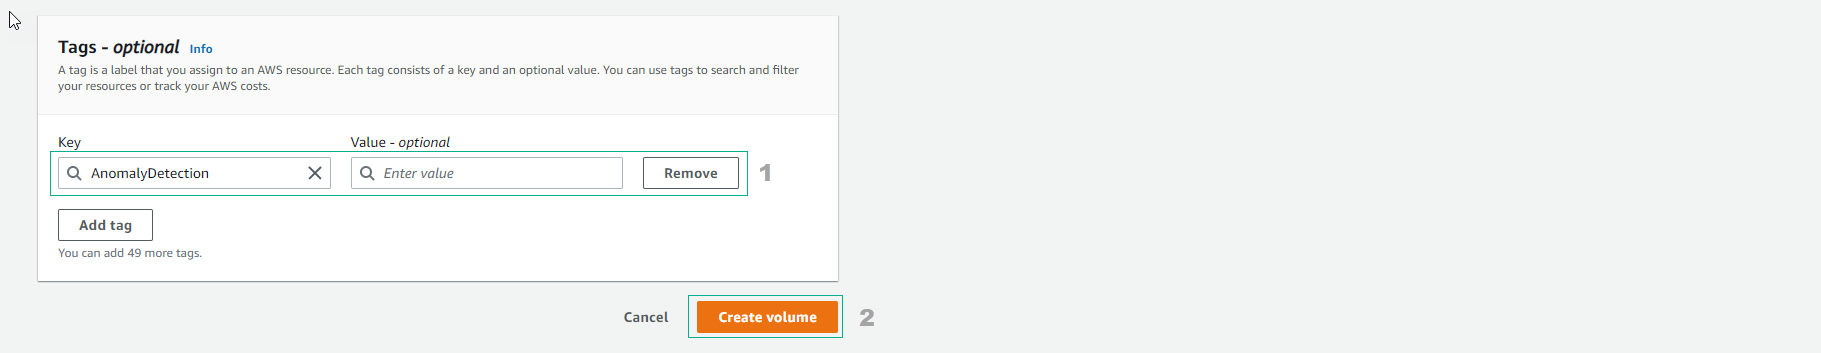 Tags - optional Info
A tag is a label that you assign to an AWS resource. Each tag consists of a key and an optional value. You can use tags to search and filter
your resources or track your AWS costs.
Key Value - optional
AnomalyDetection Enter value Remove 1
Add tag
You can add 49 more tags.
Cancel Create volume 2